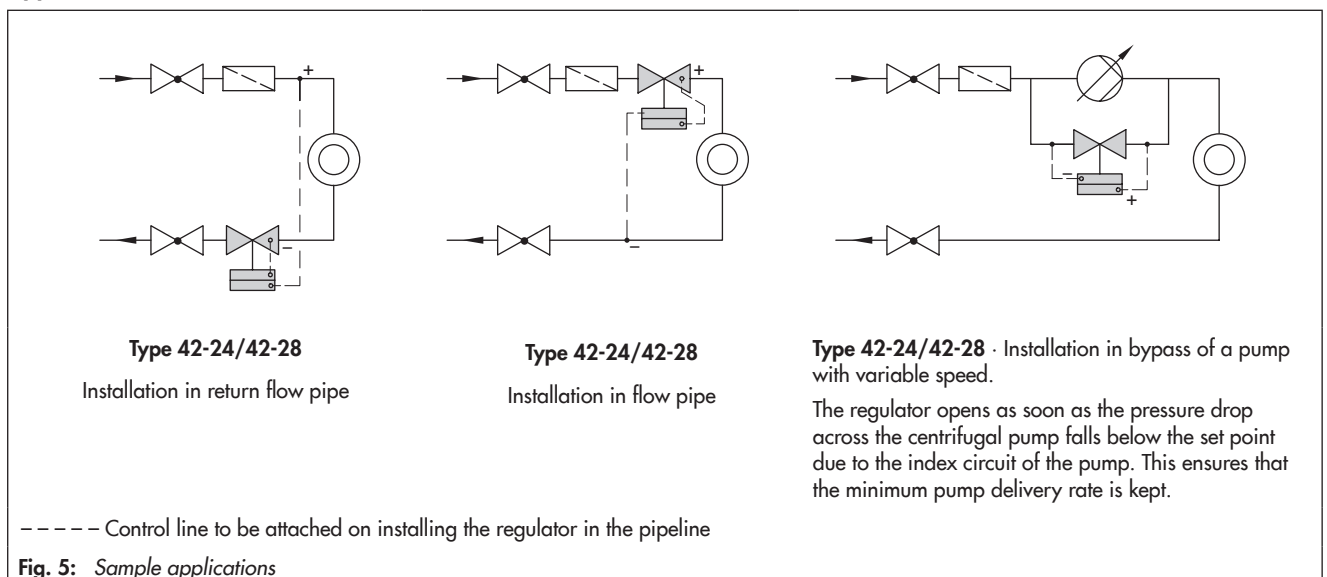 +
−
Type 42-24/42-28
Installation in return flow pipe
+
−
Type 42-24/42-28
Installation in flow pipe
−
+
Type 42-24/42-28 · Installation in bypass of a pump
with variable speed.
The regulator opens as soon as the pressure drop
across the centrifugal pump falls below the set point
due to the index circuit of the pump. This ensures that
the minimum pump delivery rate is kept.
– – – – – Control line to be attached on installing the regulator in the pipeline
Fig. 5: Sample applications